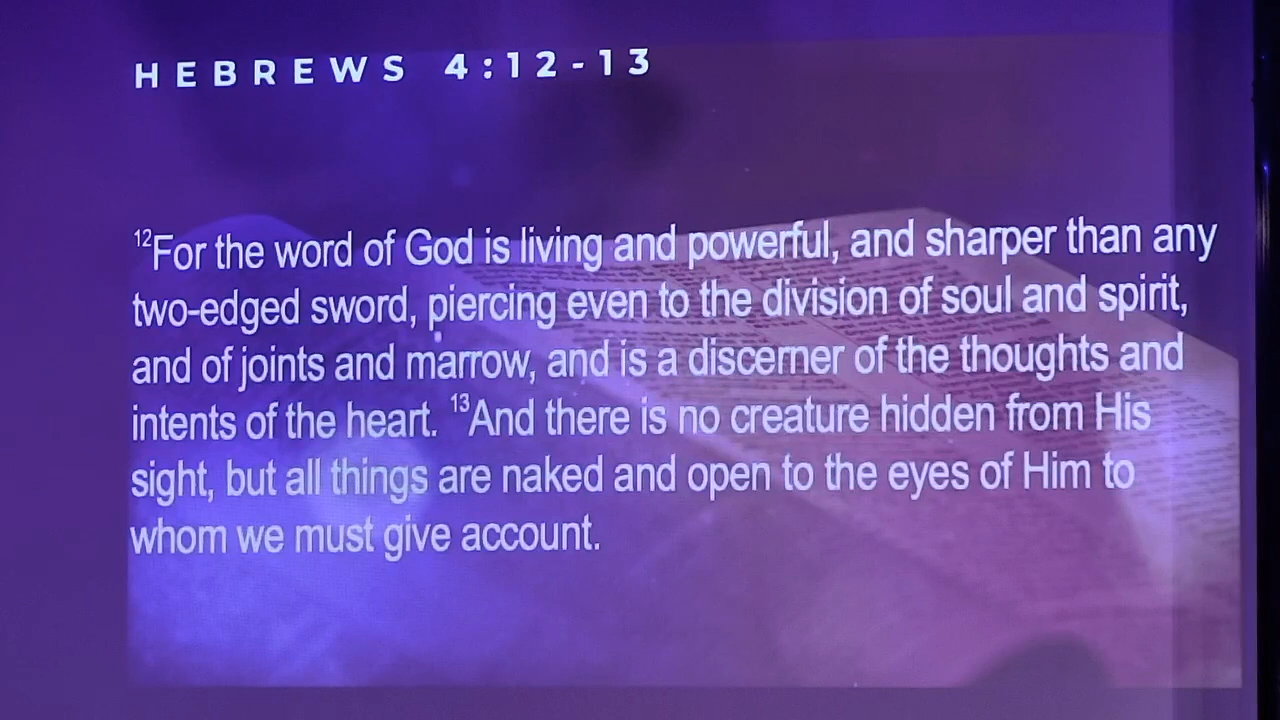 HEBREWS 4:12-13
¹²For the word of God is living and powerful, and sharper than any
two-edged sword, piercing even to the division of soul and spirit,
and of joints and marrow, and is a discerner of the thoughts and
intents of the heart. ¹³And there is no creature hidden from His
sight, but all things are naked and open to the eyes of Him to
whom we must give account.